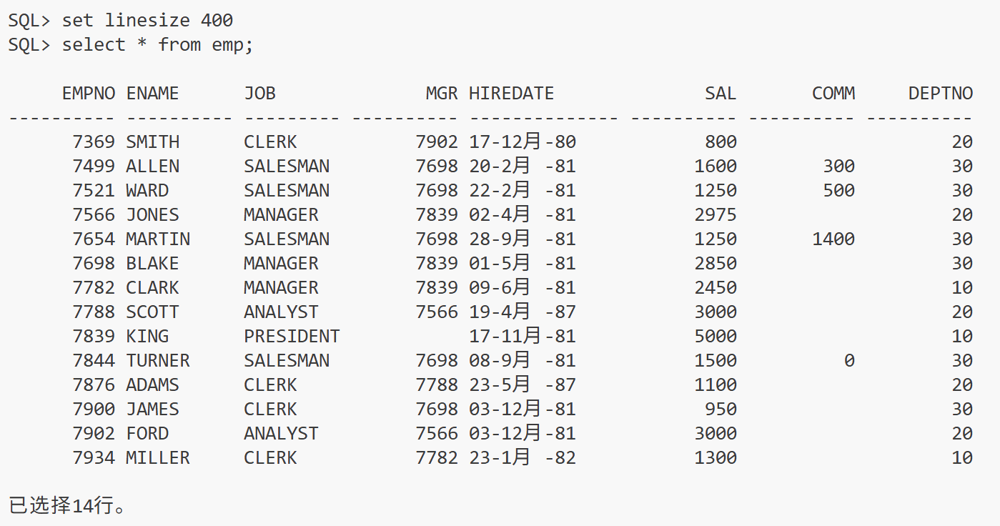 SQL> set linesize 400
SQL> select * from emp;
     EMPNO ENAME      JOB              MGR HIREDATE              SAL       COMM     DEPTNO
---------- ---------- --------- ---------- -------------- ---------- ---------- ----------
      7369 SMITH      CLERK           7902 17-12月-80            800                    20
      7499 ALLEN      SALESMAN        7698 20-2月 -81           1600        300         30
      7521 WARD       SALESMAN        7698 22-2月 -81           1250        500         30
      7566 JONES      MANAGER         7839 02-4月 -81           2975                    20
      7654 MARTIN     SALESMAN        7698 28-9月 -81           1250       1400         30
      7698 BLAKE      MANAGER         7839 01-5月 -81           2850                    30
      7782 CLARK      MANAGER         7839 09-6月 -81           2450                    10
      7788 SCOTT      ANALYST         7566 19-4月 -87           3000                    20
      7839 KING       PRESIDENT            17-11月-81           5000                    10
      7844 TURNER     SALESMAN        7698 08-9月 -81           1500          0         30
      7876 ADAMS      CLERK           7788 23-5月 -87           1100                    20
      7900 JAMES      CLERK           7698 03-12月-81            950                    30
      7902 FORD       ANALYST         7566 03-12月-81           3000                    20
      7934 MILLER     CLERK           7782 23-1月 -82           1300                    10
已选择14行。